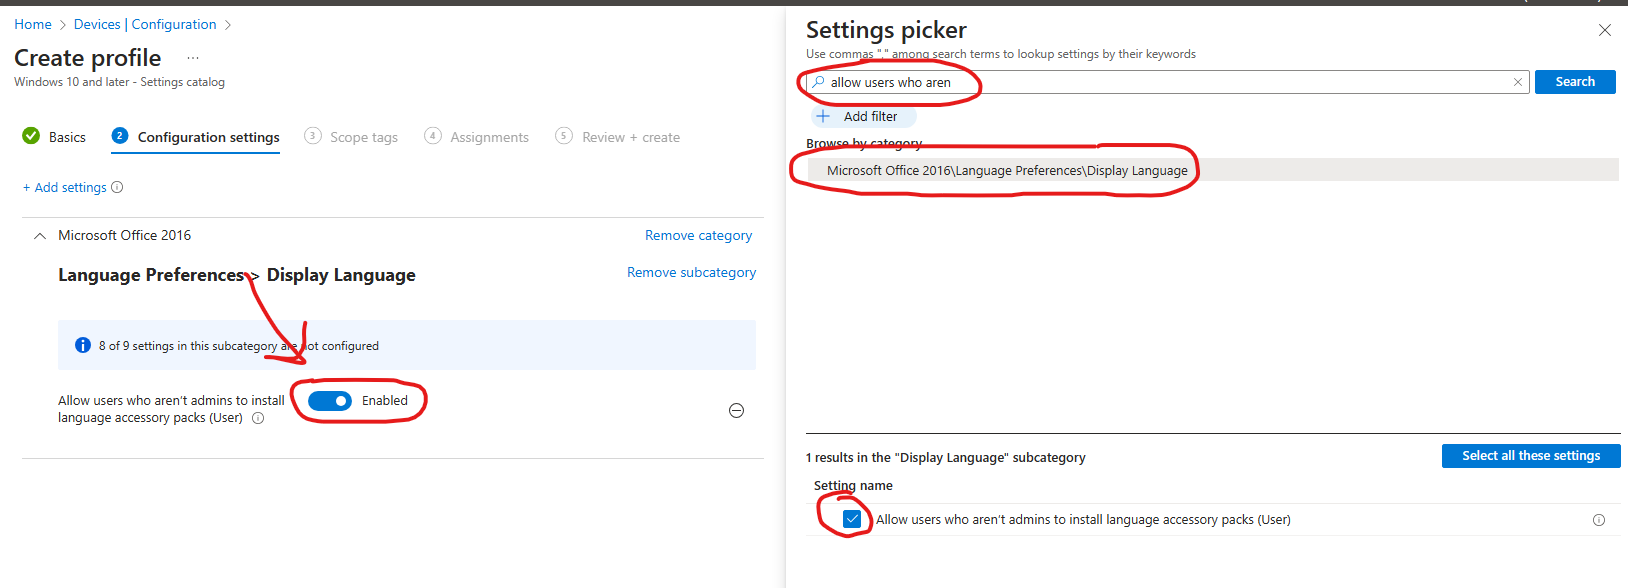 Home > Devices | Configuration >
Create profile ...
Windows 10 and later - Settings catalog
Basics
2 Configuration settings
3 Scope tags
4 Assignments
5 Review + create
+ Add settings
Microsoft Office 2016
Remove category
Language Preferences > Display Language
Remove subcategory
8 of 9 settings in this subcategory are not configured
Allow users who aren't admins to install
language accessory packs (User)
Enabled
Settings picker
Use commas "," among search terms to lookup settings by their keywords
allow users who aren
Search
+ Add filter
Browse by category
Microsoft Office 2016\Language Preferences\Display Language
1 results in the "Display Language" subcategory
Select all these settings
Setting name
Allow users who aren't admins to install language accessory packs (User)